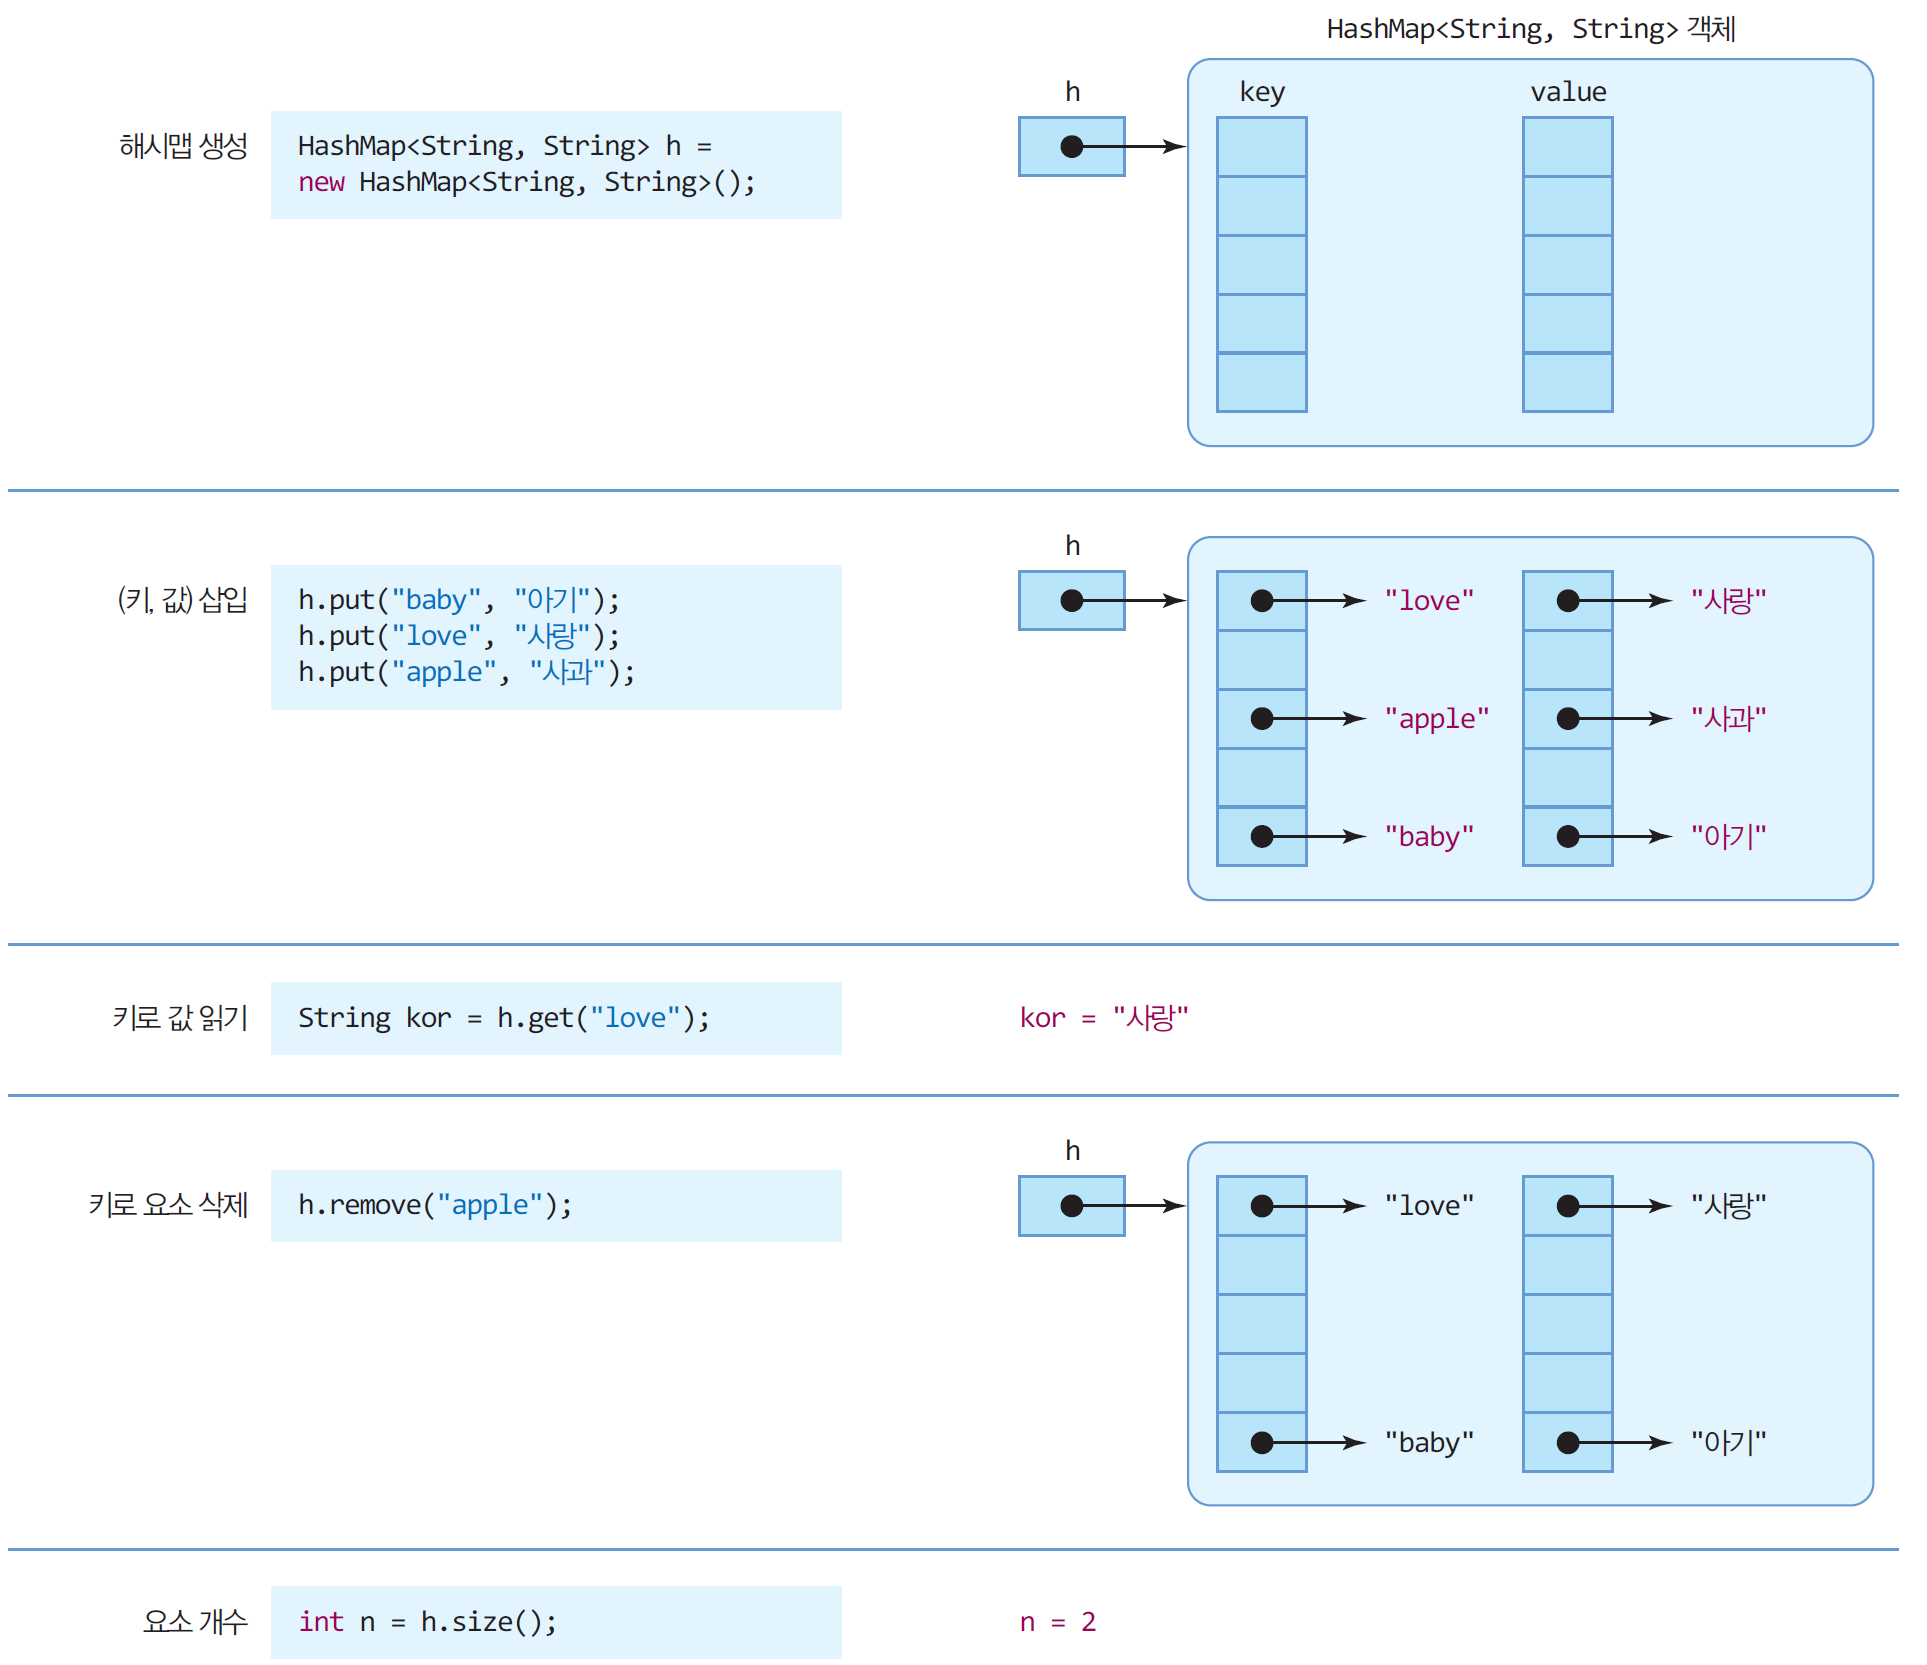 HashMap<String, String> 객체
h
key
value
해시맵 생성
HashMap<String, String> h =
new HashMap<String, String>();
h
(키, 값) 삽입
h.put("baby", "아기");
h.put("love", "사랑");
h.put("apple", "사과");
"love"
"사랑"
"apple"
"사과"
"baby"
"아기"
키로 값 읽기
String kor = h.get("love");
kor = "사랑"
h
키로 요소 삭제
h.remove("apple");
"love"
"사랑"
"baby"
"아기"
요소 개수
int n = h.size();
n = 2